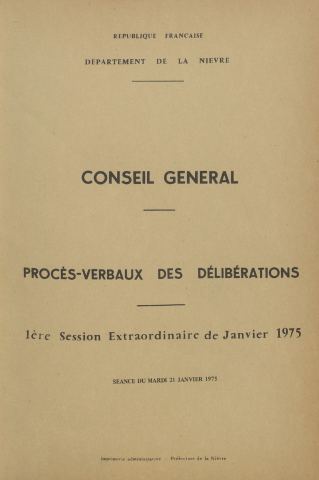 REPUBLIQUE FRANCAISE
DÉPARTEMENT DE LA NIEVRE
CONSEIL GENERAL
PROCÈS-VERBAUX DES DÉLIBÉRATIONS
1ère Session Extraordinaire de Janvier 1975
SEANCE DU MARDI 21 JANVIER 1975
Imprimerie administrative - Préfecture de la Nièvre